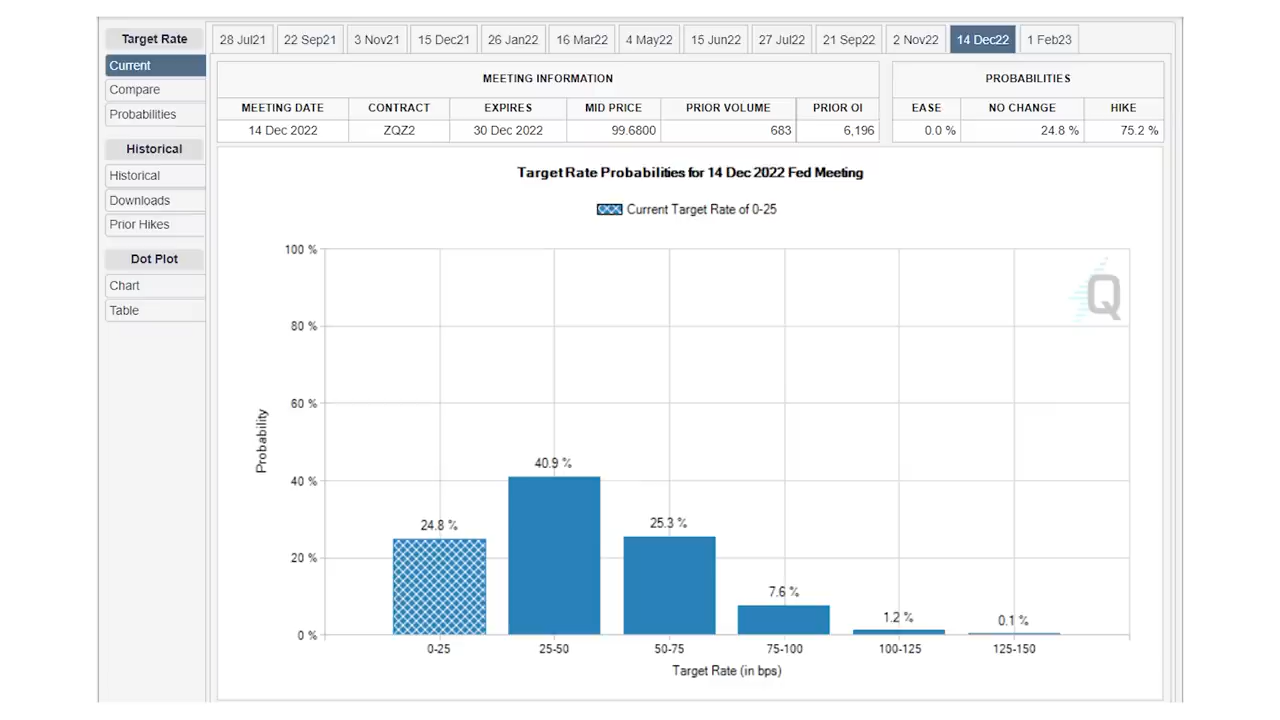 Target Rate
Current
Compare
Probabilities
Historical
Historical
Downloads
Prior Hikes
Dot Plot
Chart
Table
28 Jul21 22 Sep21 3 Nov21 15 Dec21 26 Jan22 16 Mar22 4 May22 15 Jun22 27 Jul22 21 Sep22 2 Nov22 14 Dec22 1 Feb23
MEETING INFORMATION
MEETING DATE CONTRACT EXPIRES MID PRICE PRIOR VOLUME PRIOR OI
14 Dec 2022 ZQZ2 30 Dec 2022 99.6800 683 6,196
PROBABILITIES
EASE NO CHANGE HIKE
0.0 % 24.8 % 75.2 %
Target Rate Probabilities for 14 Dec 2022 Fed Meeting
Current Target Rate of 0-25
Q
Probability
100 %
80 %
60 %
40 %
20 %
0 %
24.8 % 40.9 % 25.3 % 7.6 % 1.2 % 0.1 %
0-25 25-50 50-75 75-100 100-125 125-150
Target Rate (in bps)